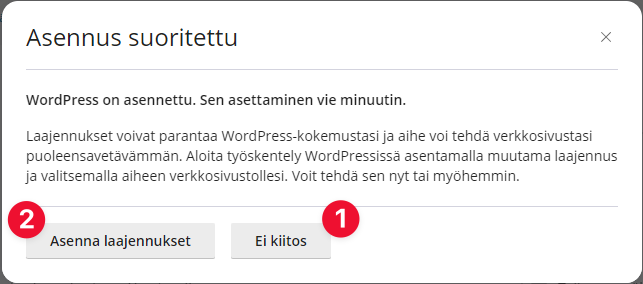 Asennus suoritettu
WordPress on asennettu. Sen asettaminen vie minuutin.
Laajennukset voivat parantaa WordPress-kokemustasi ja aihe voi tehdä verkkosivustasi
puoleensavetävämmän. Aloita työskentely WordPressissä asentamalla muutama laajennus
ja valitsemalla aiheen verkkosivustollesi. Voit tehdä sen nyt tai myöhemmin.
2
1
Asenna laajennukset
Ei kiitos